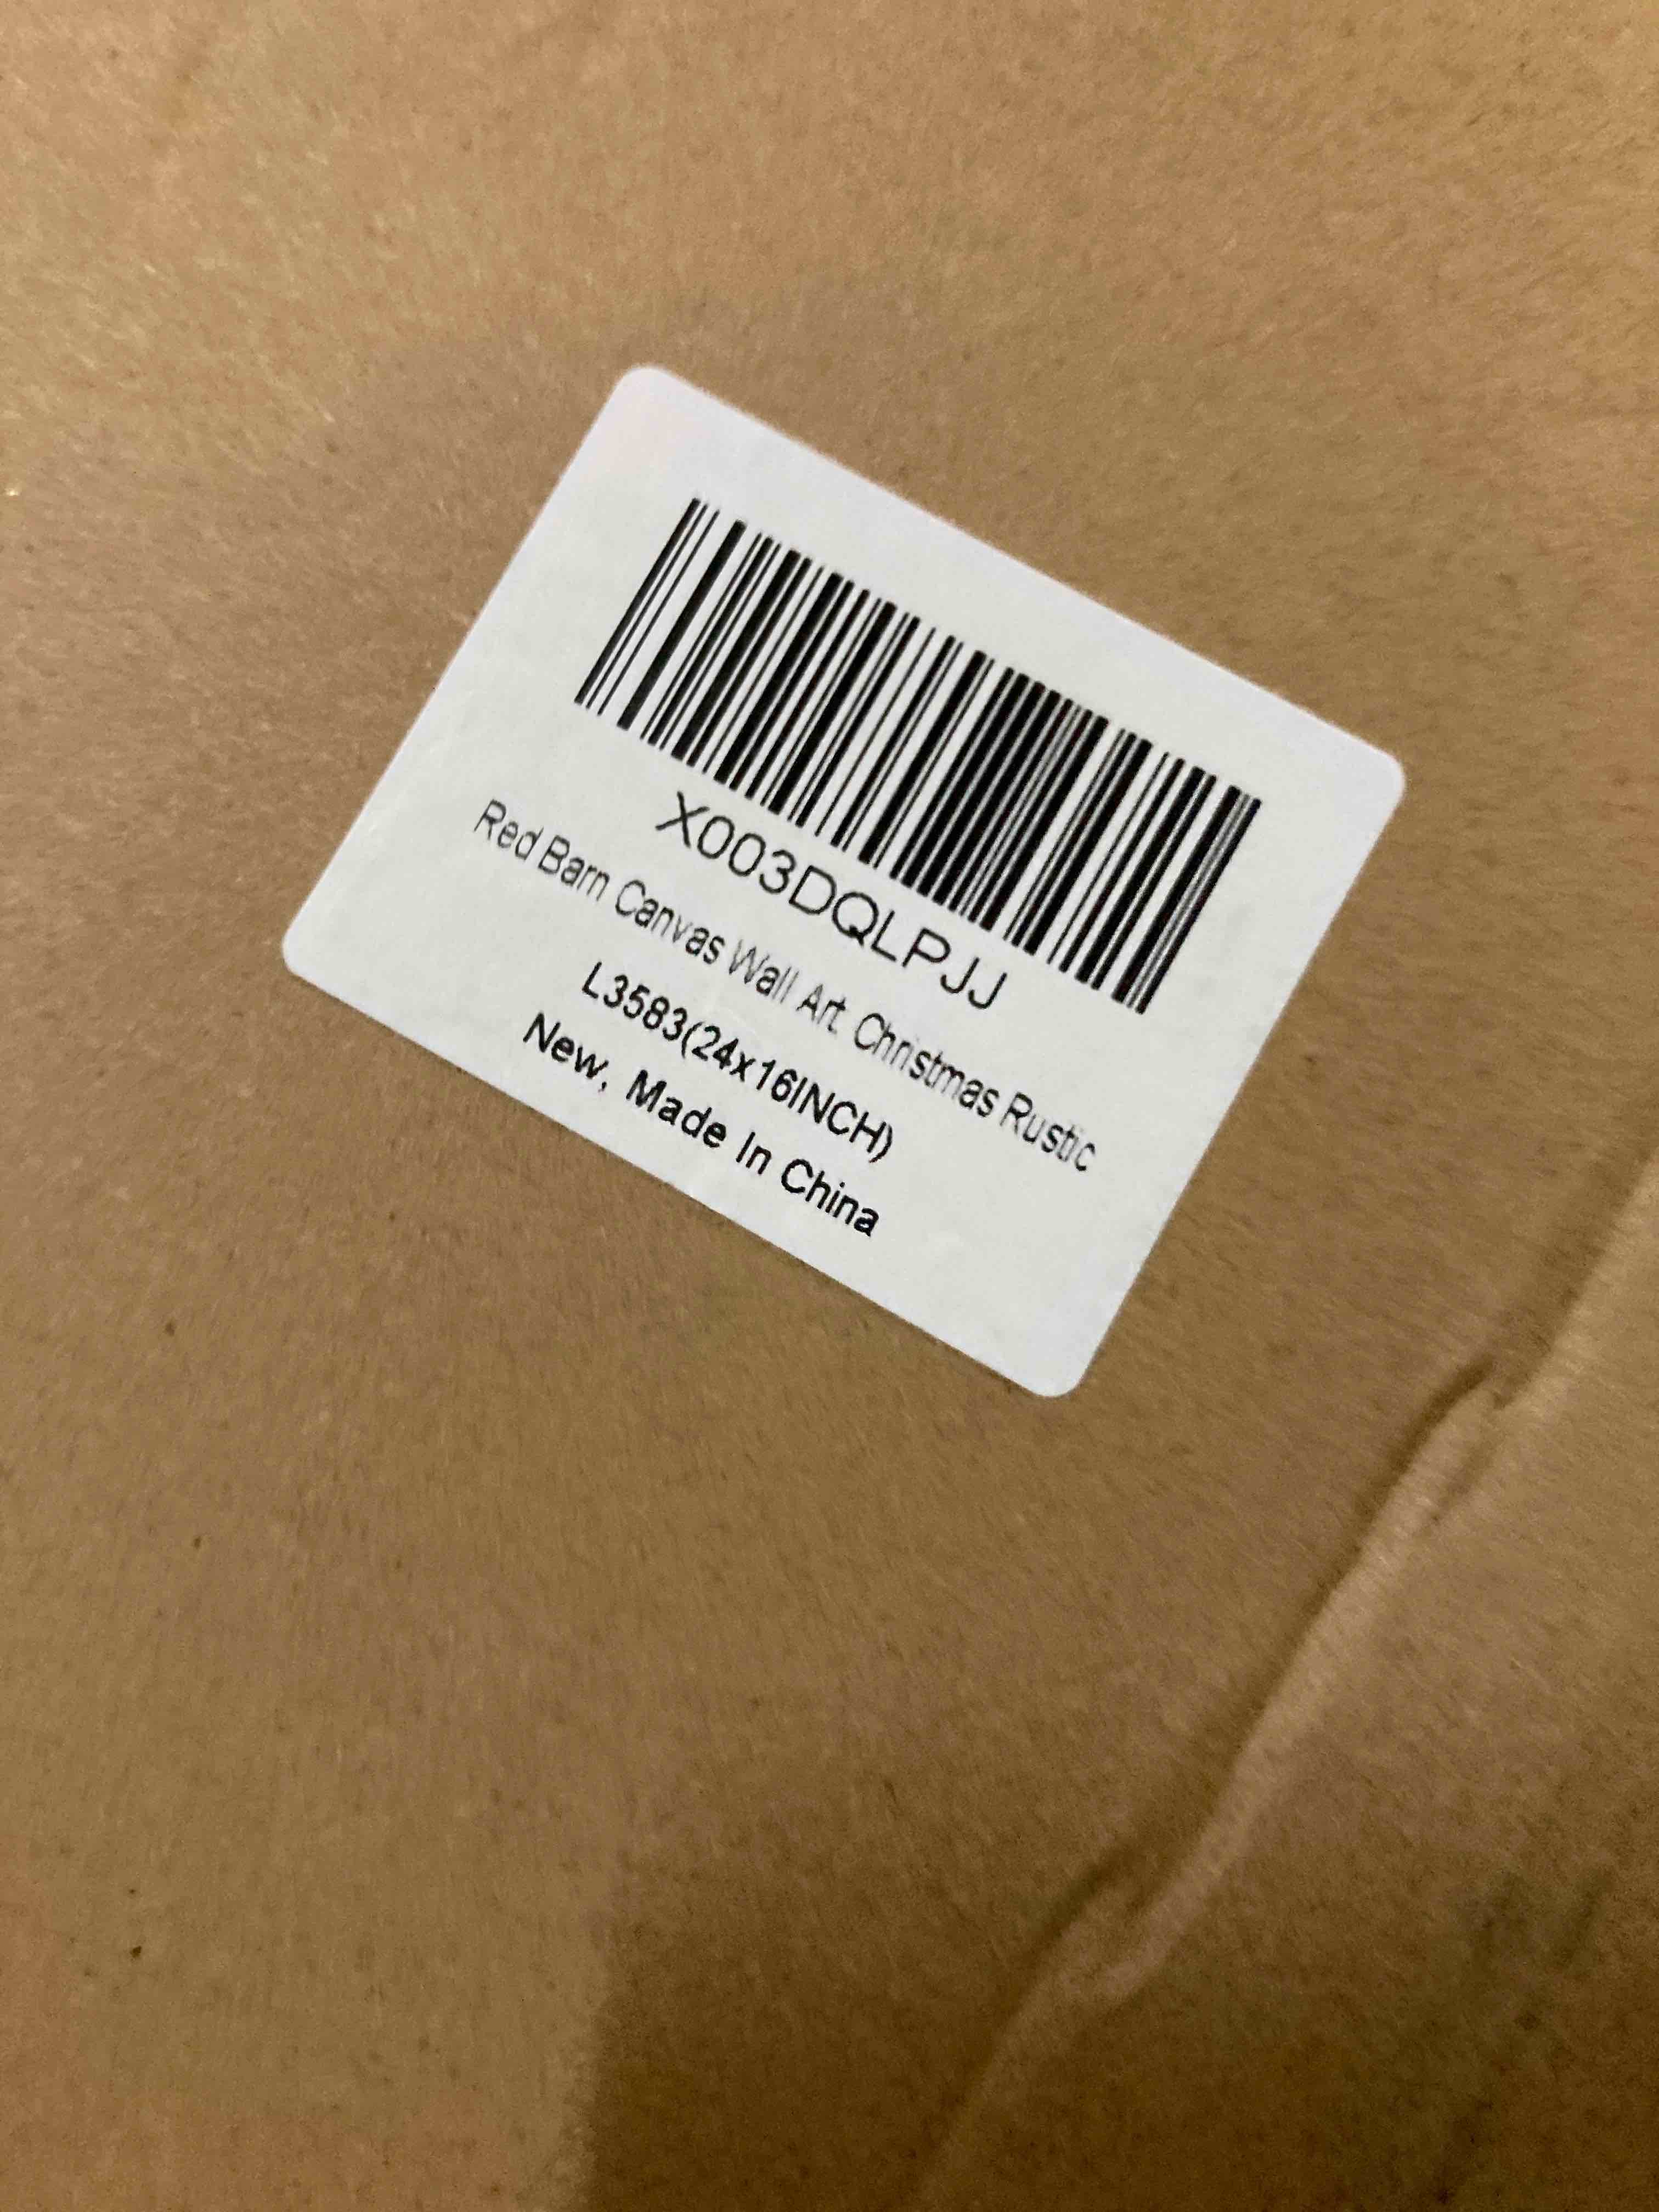 X003DQLPJJ
Red Barn Canvas Wall Art: Christmas Rustic
L3583(24x16INCH)
New, Made In China